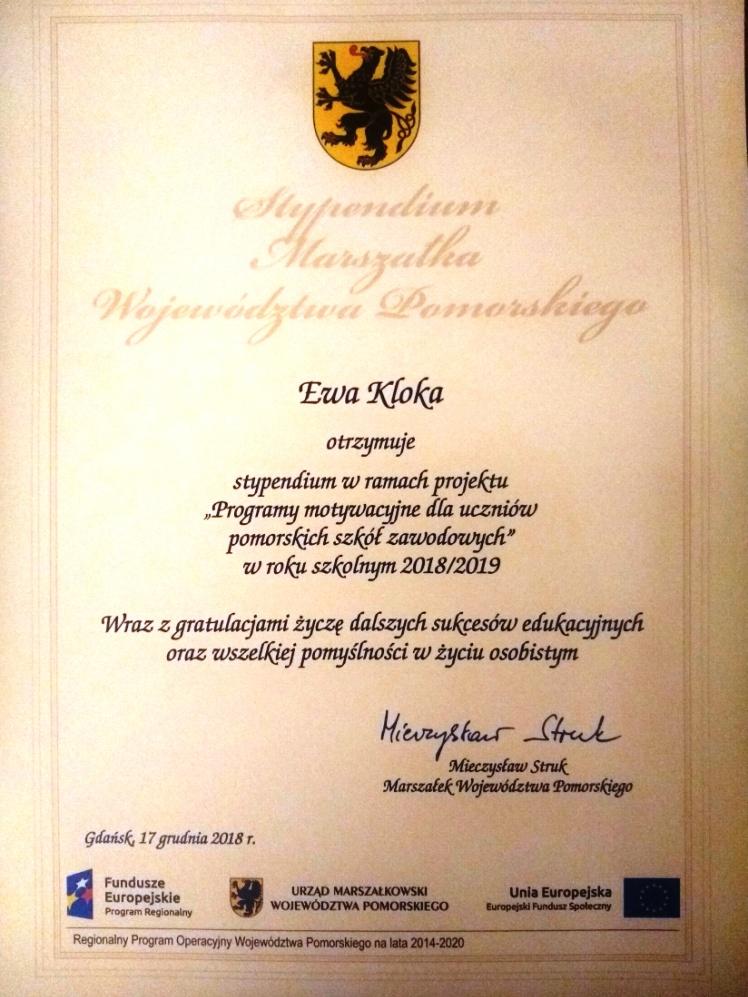 Stypendium
Marszałka
Województwa Pomorskiego
Ewa Kloka
otrzymuje
stypendium w ramach projektu
„Programy motywacyjne dla uczniów
pomorskich szkół zawodowych”
w roku szkolnym 2018/2019
Wraz z gratulacjami życzę dalszych sukcesów edukacyjnych
oraz wszelkiej pomyślności w życiu osobistym
Mieczysław Struk
Mieczysław Struk
Marszałek Województwa Pomorskiego
Gdańsk, 17 grudnia 2018 r.
Fundusze
Europejskie
Program Regionalny
URZĄD MARSZAŁKOWSKI
WOJEWÓDZTWA POMORSKIEGO
Unia Europejska
Europejski Fundusz Społeczny
Regionalny Program Operacyjny Województwa Pomorskiego na lata 2014-2020